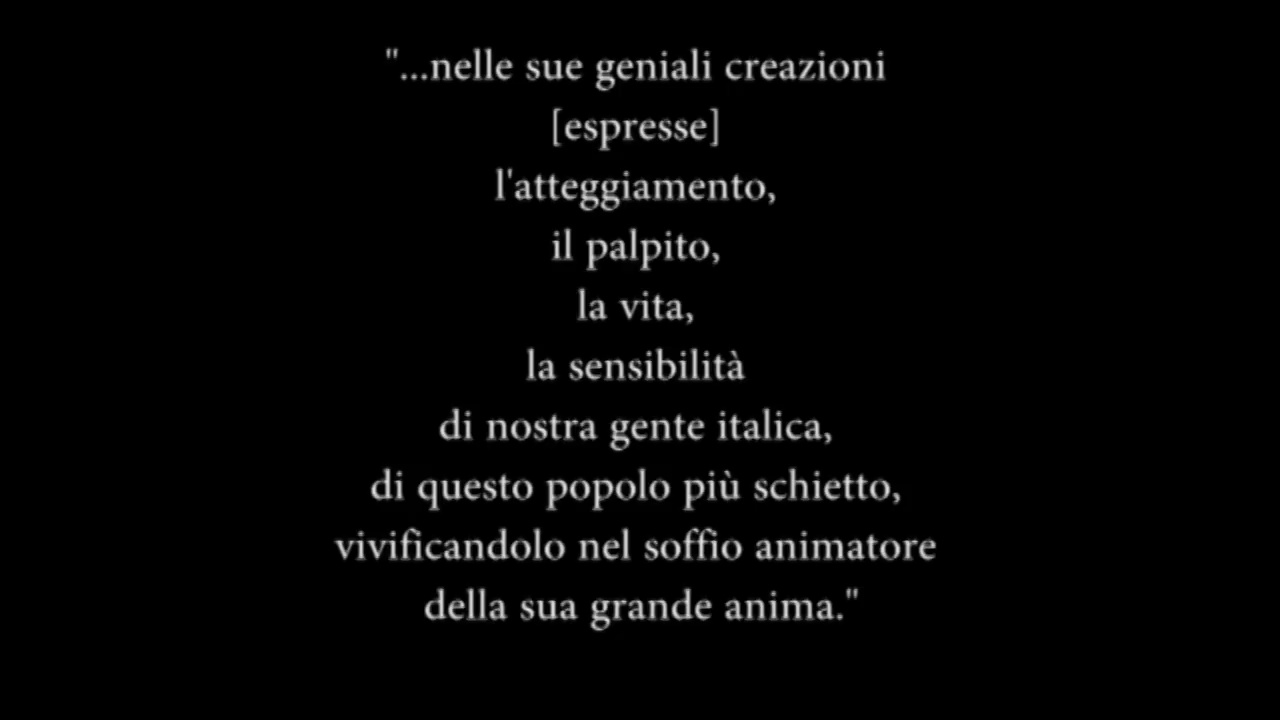 "...nelle sue geniali creazioni
[espresse]
l'atteggiamento,
il palpito,
la vita,
la sensibilità
di nostra gente italica,
di questo popolo più schietto,
vivificandolo nel soffio animatore
della sua grande anima."